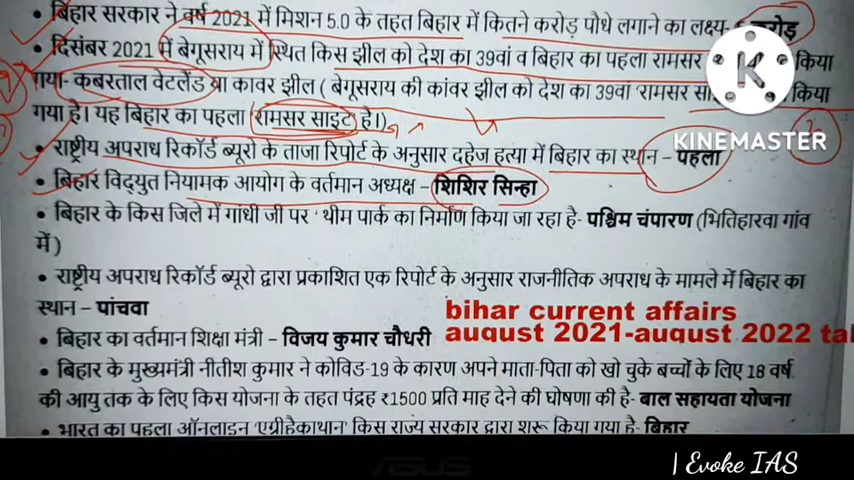 • बिहार सरकार ने वर्ष 2021 में मिशन 5.0 के तहत बिहार में कितने करोड़ पौधे लगाने का लक्ष्य-
• दिसंबर 2021 में बेगूसराय में स्थित किस झील को देश का 39वां व बिहार का पहला रामसर किया
गया- कबरताल वेटलैंड या कावर झील ( बेगूसराय की कांवर झील को देश का 39वां 'रामसर किया
गया है। यह बिहार का पहला रामसर साइट है।)
KINEMASTER
• राष्ट्रीय अपराध रिकॉर्ड ब्यूरो के ताजा रिपोर्ट के अनुसार दहेज हत्या में बिहार का स्थान – पहला
• बिहार विद्युत नियामक आयोग के वर्तमान अध्यक्ष – शिशिर सिन्हा
• बिहार के किस जिले में गांधी जी पर ' थीम पार्क का निर्माण किया जा रहा है- पश्चिम चंपारण (भितिहारवा गांव
में)
• राष्ट्रीय अपराध रिकॉर्ड ब्यूरो द्वारा प्रकाशित एक रिपोर्ट के अनुसार राजनीतिक अपराध के मामले में बिहार का
स्थान – पांचवा
bihar current affairs
august 2021-august 2022 tak
• बिहार का वर्तमान शिक्षा मंत्री – विजय कुमार चौधरी
• बिहार के मुख्यमंत्री नीतीश कुमार ने कोविड-19 के कारण अपने माता-पिता को खो चुके बच्चों के लिए 18 वर्ष
की आयु तक के लिए किस योजना के तहत पंद्रह ₹1500 प्रति माह देने की घोषणा की है- बाल सहायता योजना
• भारत का पहला ऑनलाइन 'एग्रीहैकाथान' किस राज्य सरकार द्वारा शुरू किया गया है- बिहार
ASUS
I Evoke IAS